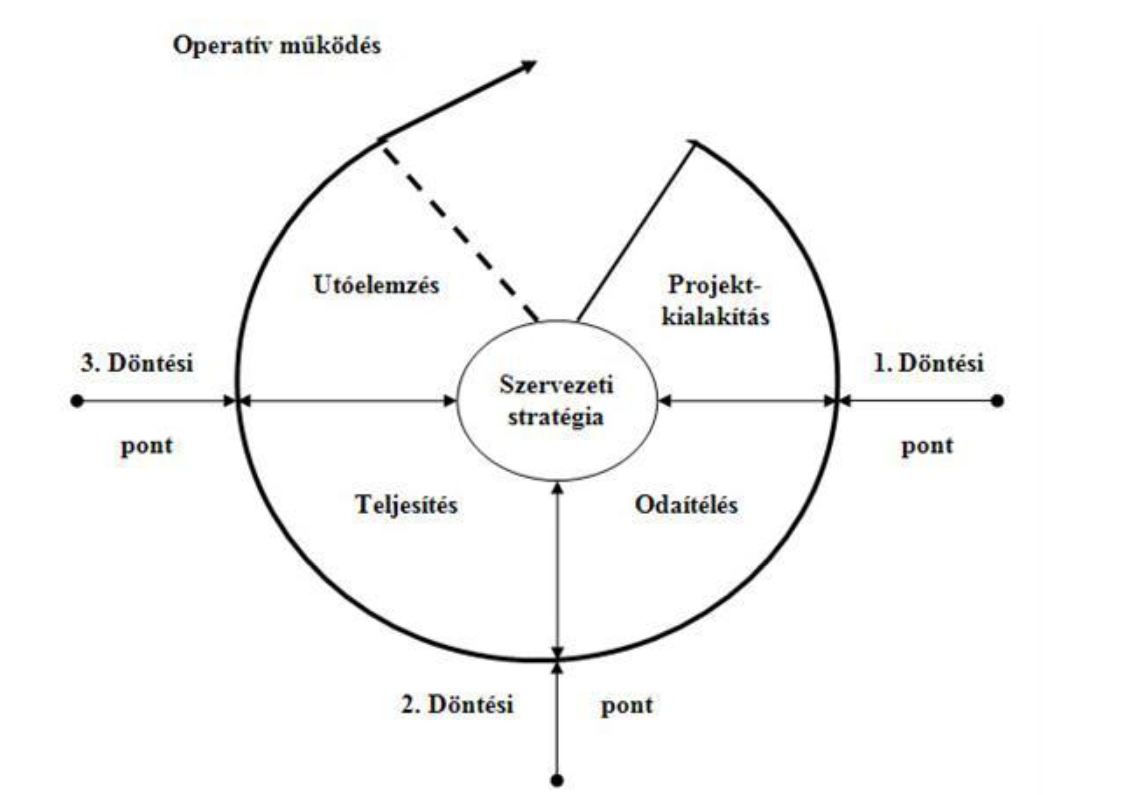 Operatív működés
Utóelemzés
Projekt-
kialakítás
3. Döntési
pont
Szervezeti
stratégia
1. Döntési
pont
Teljesítés
Odaítélés
2. Döntési pont